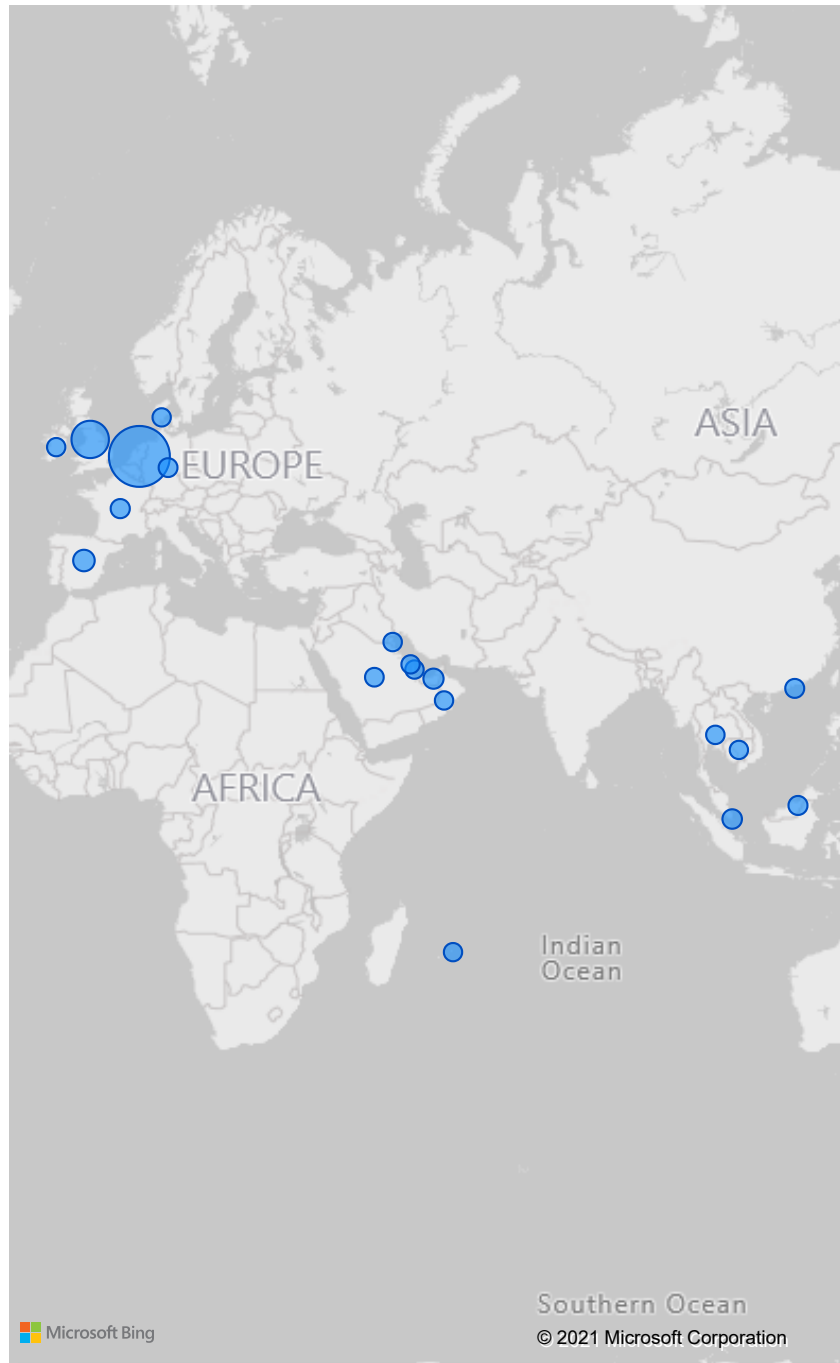 ASIA
EUROPE
AFRICA
Indian
Ocean
Southern Ocean
Microsoft Bing
© 2021 Microsoft Corporation